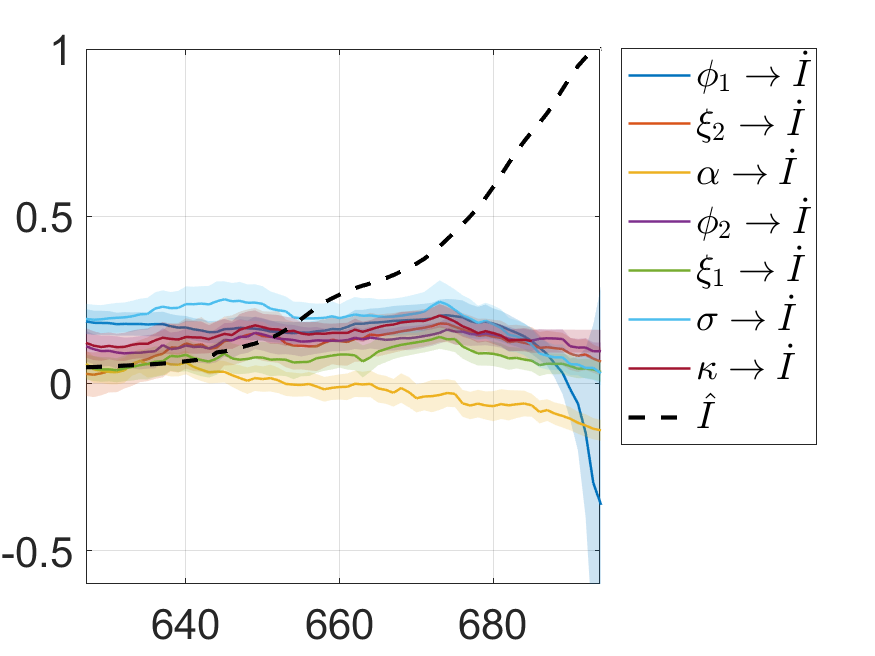 1
0.5
0
-0.5
640 660 680
ϕ₁ → İ
ξ₂ → İ
α → İ
ϕ₂ → İ
ξ₁ → İ
σ → İ
κ → İ
Î